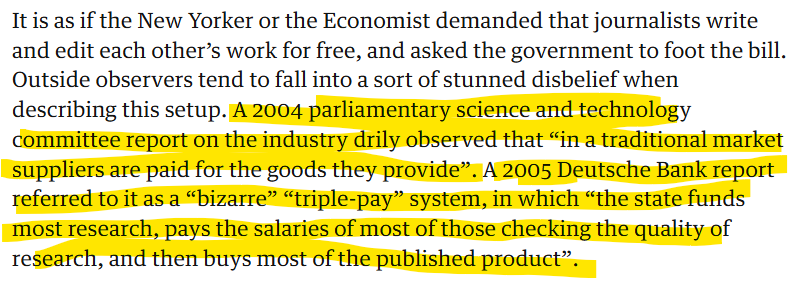 It is as if the New Yorker or the Economist demanded that journalists write
and edit each other’s work for free, and asked the government to foot the bill.
Outside observers tend to fall into a sort of stunned disbelief when
describing this setup. A 2004 parliamentary science and technology
committee report on the industry drily observed that “in a traditional market
suppliers are paid for the goods they provide”. A 2005 Deutsche Bank report
referred to it as a “bizarre” “triple-pay” system, in which “the state funds
most research, pays the salaries of most of those checking the quality of
research, and then buys most of the published product”.